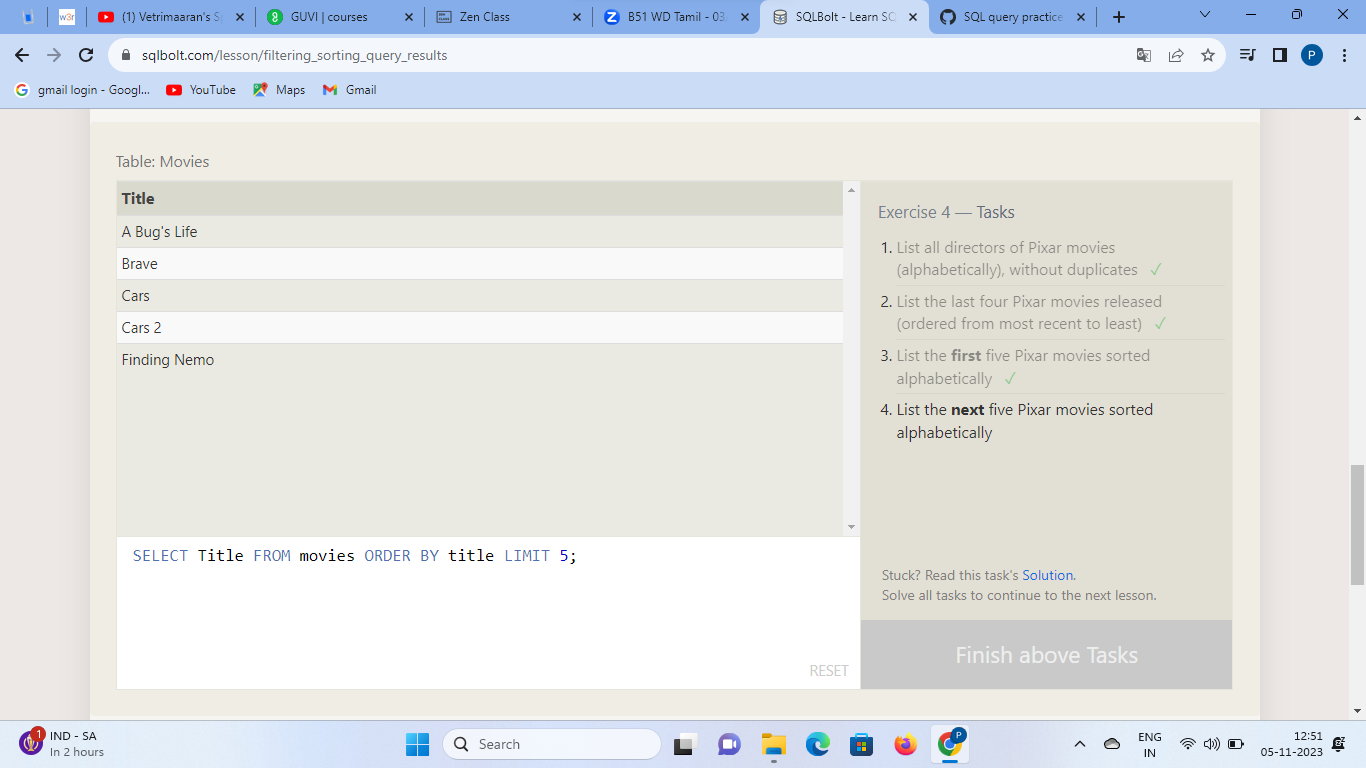 w3r
(1) Vetrimaaran's S
GUVI | courses
Zen Class
B51 WD Tamil - 03
SQLBolt - Learn SQ
SQL query practice
sqlbolt.com/lesson/filtering_sorting_query_results
P
gmail login - Googl...
YouTube
Maps
Gmail
Table: Movies
Title
A Bug's Life
Brave
Cars
Cars 2
Finding Nemo
SELECT Title FROM movies ORDER BY title LIMIT 5;
RESET
Exercise 4 — Tasks
1. List all directors of Pixar movies
(alphabetically), without duplicates ✓
2. List the last four Pixar movies released
(ordered from most recent to least) ✓
3. List the first five Pixar movies sorted
alphabetically ✓
4. List the next five Pixar movies sorted
alphabetically
Stuck? Read this task's Solution.
Solve all tasks to continue to the next lesson.
Finish above Tasks
1
IND - SA
In 2 hours
Search
P
ENG
IN
12:51
05-11-2023